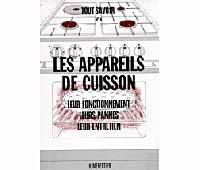 TOUT SAVOIR
LES APPAREILS
DE CUISSON
LEUR FONCTIONNEMENT
LEURS PANNES
LEUR ENTRETIEN